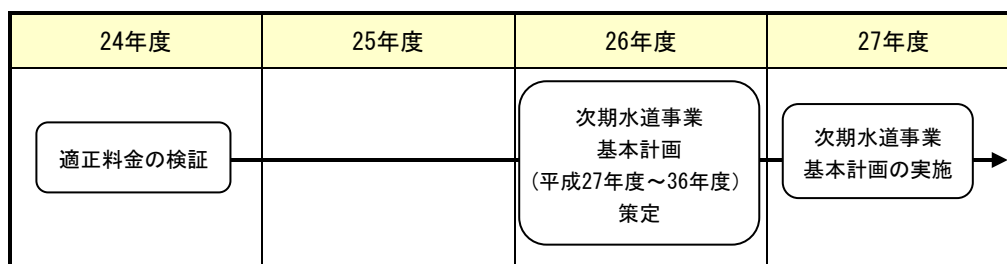 24年度
25年度
26年度
27年度
適正料金の検証
次期水道事業
基本計画
(平成27年度～36年度)
策定
次期水道事業
基本計画の実施